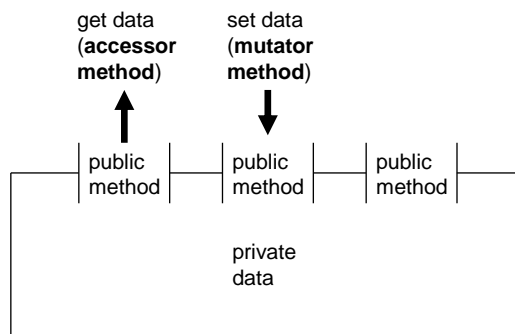 get data
(accessor
method)
set data
(mutator
method)
public
method
public
method
public
method
private
data